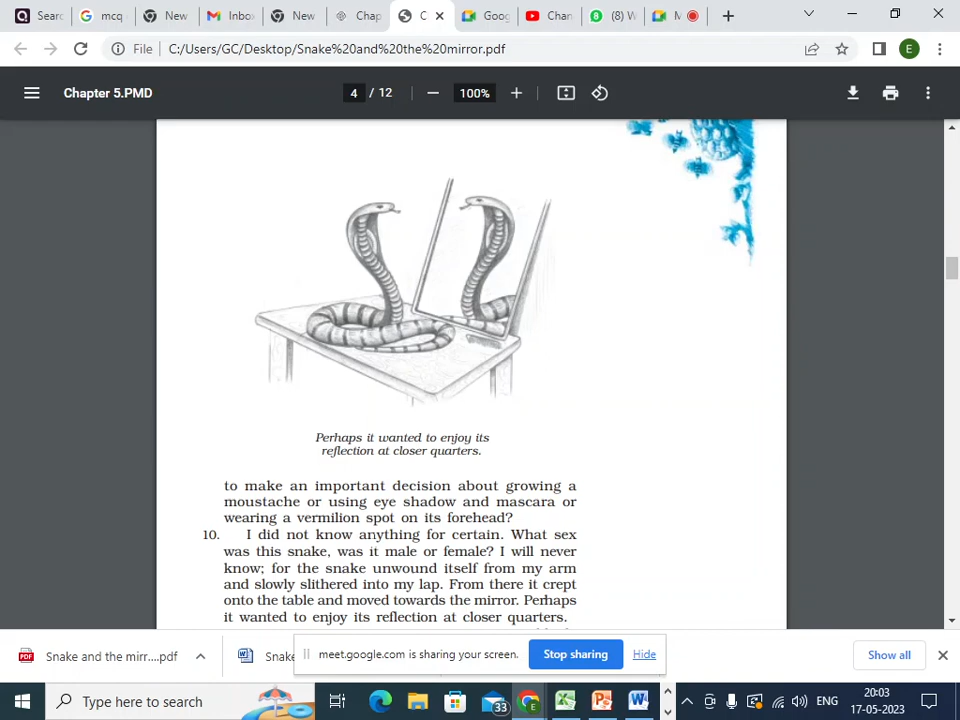 Searc
mcq
New
Inbo
New
Chap
C
Goog
Chan
(8) W
M
File
C:/Users/GC/Desktop/Snake%20and%20the%20mirror.pdf
E
Chapter 5.PMD
4 / 12
100%
Perhaps it wanted to enjoy its
reflection at closer quarters.
to make an important decision about growing a
moustache or using eye shadow and mascara or
wearing a vermilion spot on its forehead?
10. I did not know anything for certain. What sex
was this snake, was it male or female? I will never
know; for the snake unwound itself from my arm
and slowly slithered into my lap. From there it crept
onto the table and moved towards the mirror. Perhaps
it wanted to enjoy its reflection at closer quarters.
Snake and the mirr....pdf
Snake
meet.google.com is sharing your screen.
Stop sharing
Hide
Show all
Type here to search
33
ENG
20:03
17-05-2023